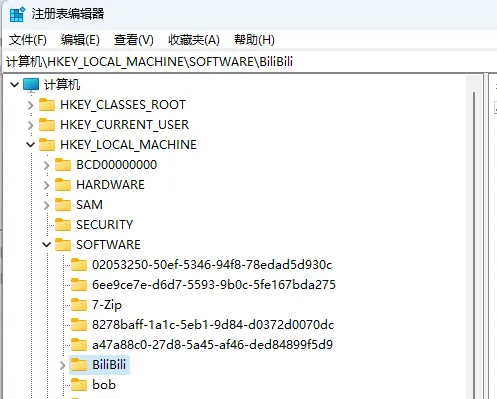 注册表编辑器
文件(F) 编辑(E) 查看(V) 收藏夹(A) 帮助(H)
计算机\HKEY_LOCAL_MACHINE\SOFTWARE\BiliBili
计算机
HKEY_CLASSES_ROOT
HKEY_CURRENT_USER
HKEY_LOCAL_MACHINE
BCD00000000
HARDWARE
SAM
SECURITY
SOFTWARE
02053250-50ef-5346-94f8-78edad5d930c
6ee9ce7e-d6d7-5593-9b0c-5fe167bda275
7-Zip
8278baff-1a1c-5eb1-9d84-d0372d0070dc
a47a88c0-27d8-5a45-af46-ded84899f5d9
BiliBili
bob